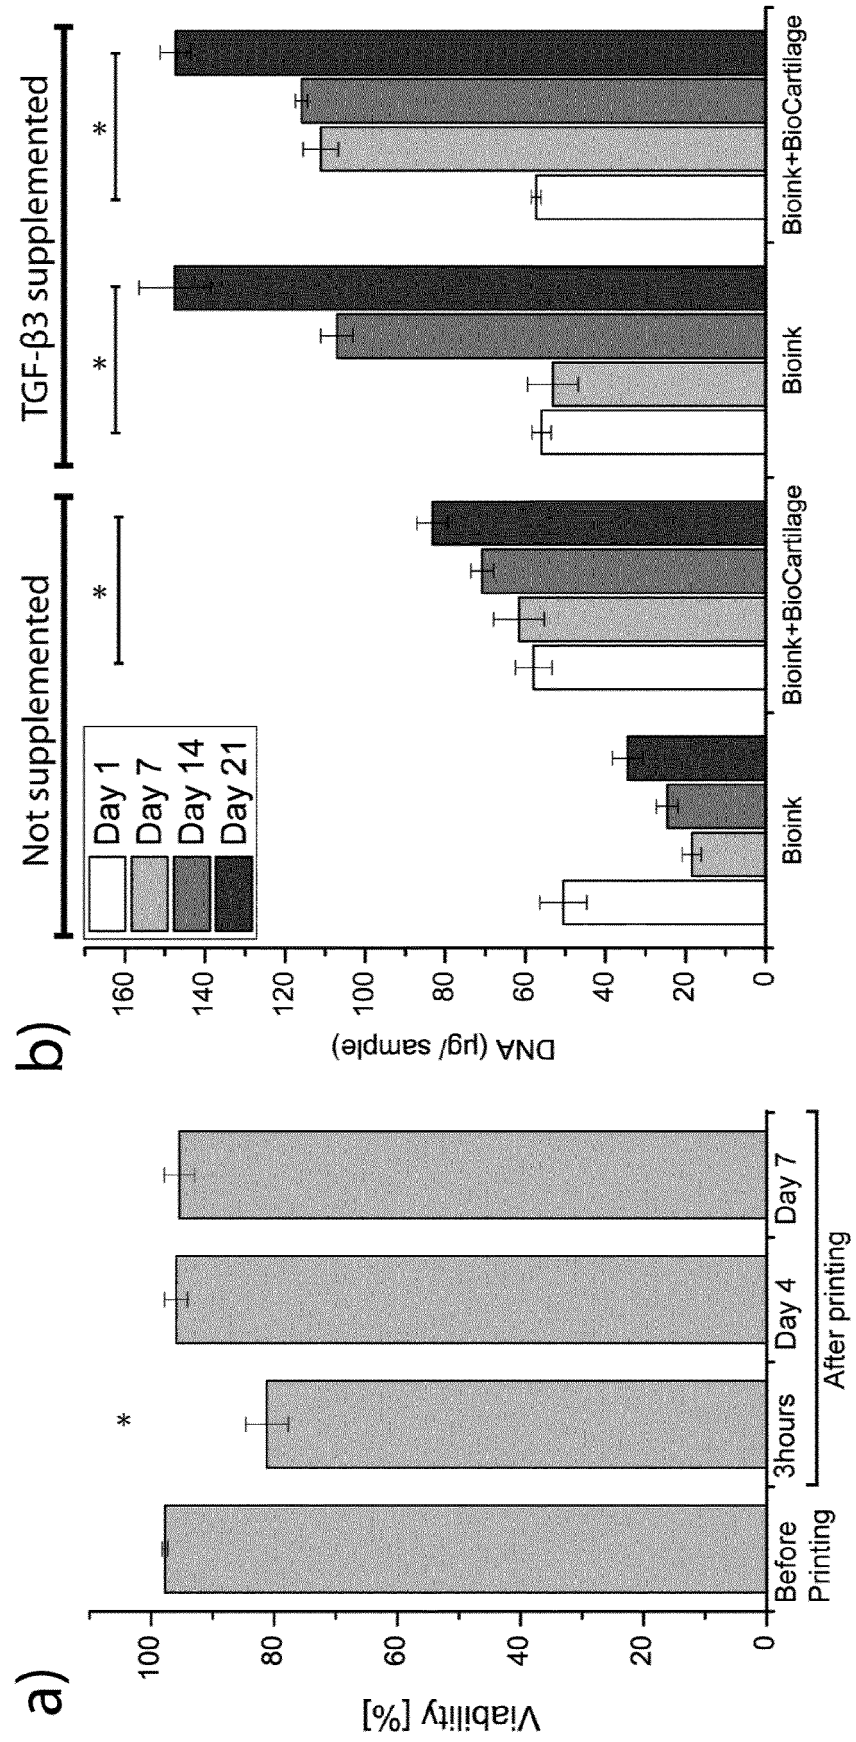 a)
Viability [%]
100
80
60
40
20
0
Before
Printing
3hours
Day 4
Day 7
After printing
b)
Not supplemented
TGF-β3 supplemented
Day 1
Day 7
Day 14
Day 21
*
*
*
*
DNA (µg/ sample)
160
140
120
100
80
60
40
20
0
Bioink
Bioink+BioCartilage
Bioink
Bioink+BioCartilage